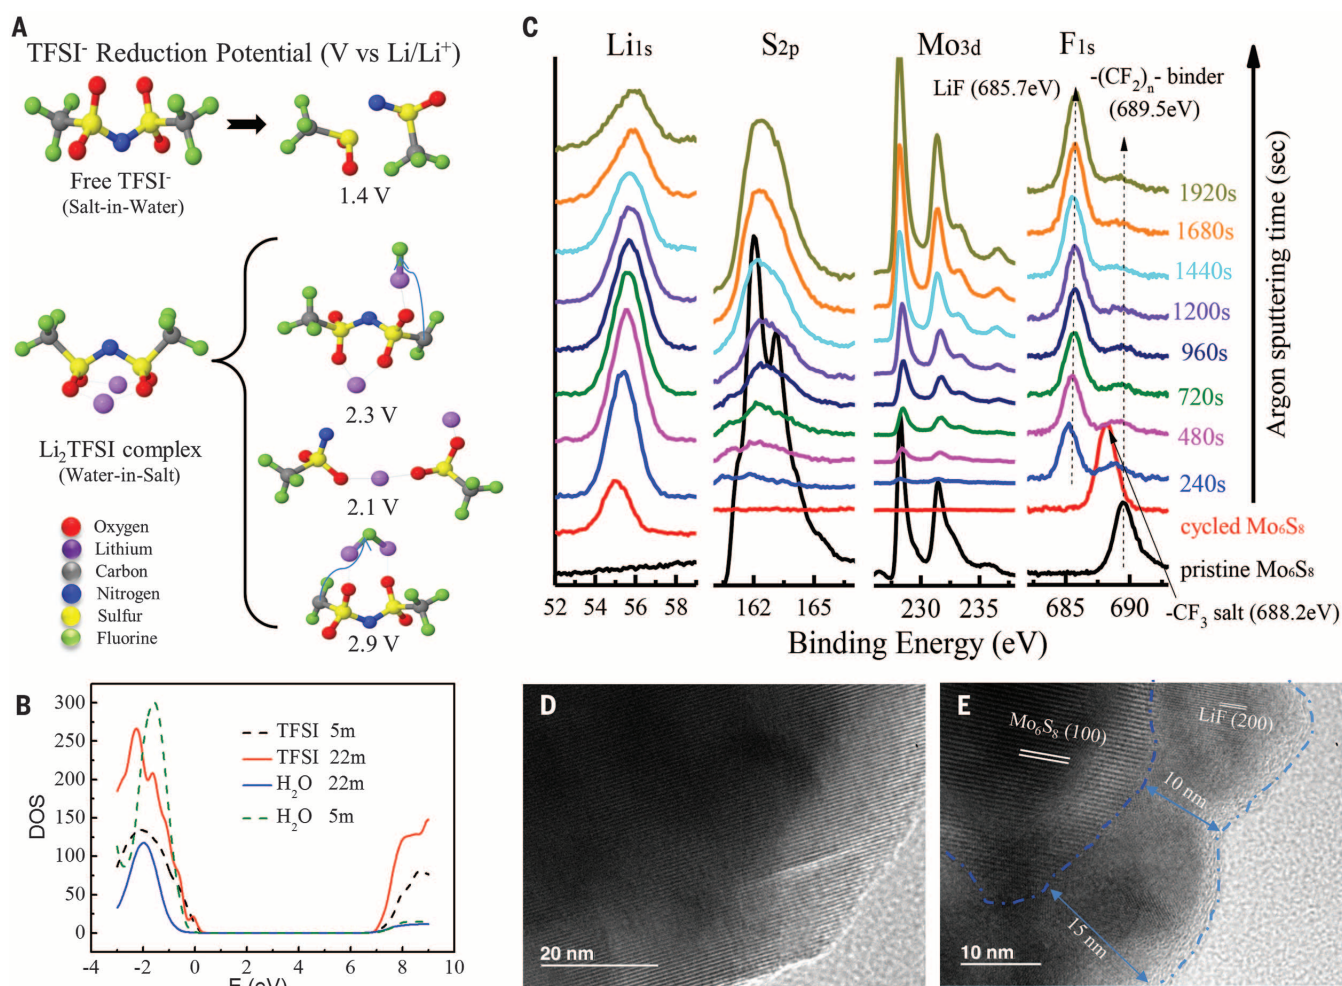 A
TFSI⁻ Reduction Potential (V vs Li/Li⁺)
Free TFSI⁻
(Salt-in-Water)
1.4 V
2.3 V
Li₂TFSI complex
(Water-in-Salt)
2.1 V
2.9 V
Oxygen
Lithium
Carbon
Nitrogen
Sulfur
Fluorine
B
DOS
300
250
200
150
100
50
0
TFSI 5m
TFSI 22m
H₂O 22m
H₂O 5m
-4 -2 0 2 4 6 8 10
E (eV)
C
Li1s
S2p
Mo3d
F1s
LiF (685.7eV)
-(CF₂)n- binder
(689.5eV)
1920s
1680s
1440s
1200s
960s
720s
480s
240s
cycled Mo₆S₈
pristine Mo₆S₈
-CF₃ salt (688.2eV)
Argon sputtering time (sec)
52 54 56 58
162 165
230 235
685 690
Binding Energy (eV)
D
20 nm
E
Mo₆S₈ (100)
LiF (200)
10 nm
15 nm
10 nm